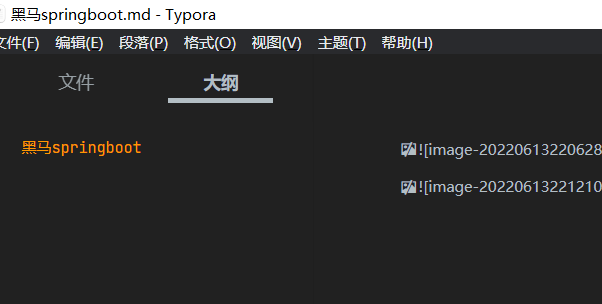 黑马springboot.md - Typora
文件(F) 编辑(E) 段落(P) 格式(O) 视图(V) 主题(T) 帮助(H)
文件 大纲
黑马springboot ![image-20220613220628
![image-20220613221210